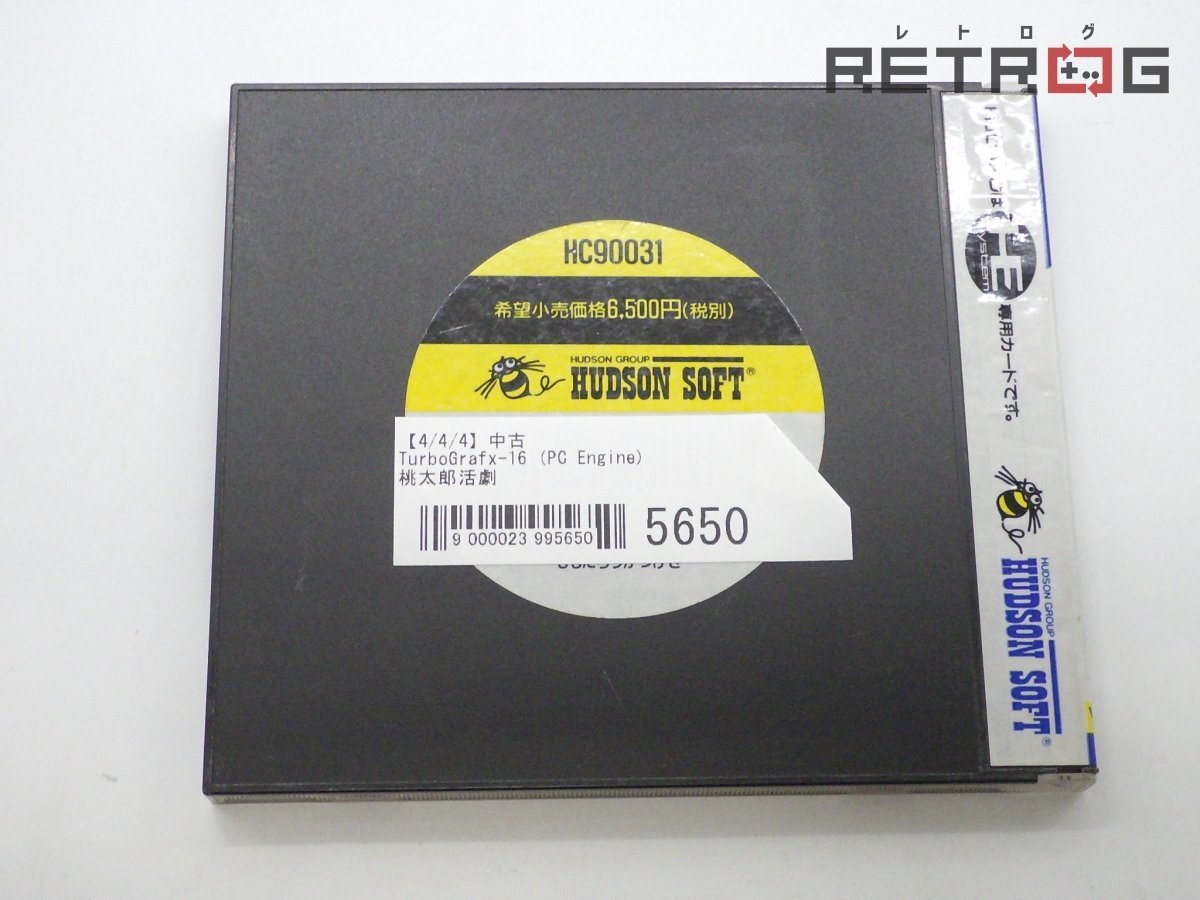 レトログ
RETROG
HC90031
希望小売価格6,500円(税別)
HUDSON GROUP
HUDSON SOFT®
【4/4/4】中古
TurboGrafx-16 (PC Engine)
桃太郎活劇
9 000023 995650
5650
HE
System
専用カードです。
HUDSON GROUP
HUDSON SOFT®